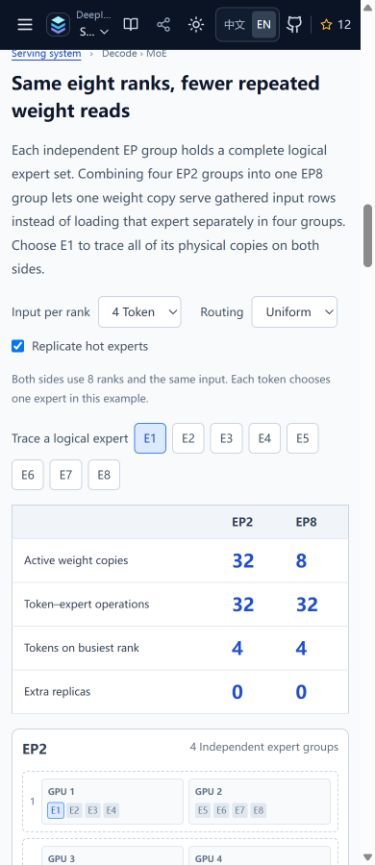 Deepl...
S...
中文
EN
12
Serving system › Decode › MoE
Same eight ranks, fewer repeated
weight reads
Each independent EP group holds a complete logical
expert set. Combining four EP2 groups into one EP8
group lets one weight copy serve gathered input rows
instead of loading that expert separately in four groups.
Choose E1 to trace all of its physical copies on both
sides.
Input per rank 4 Token Routing Uniform
Replicate hot experts
Both sides use 8 ranks and the same input. Each token chooses
one expert in this example.
Trace a logical expert E1 E2 E3 E4 E5
E6 E7 E8
EP2 EP8
Active weight copies 32 8
Token–expert operations 32 32
Tokens on busiest rank 4 4
Extra replicas 0 0
EP2 4 Independent expert groups
GPU 1 GPU 2
1 E1 E2 E3 E4 E5 E6 E7 E8
GPU 3 GPU 4